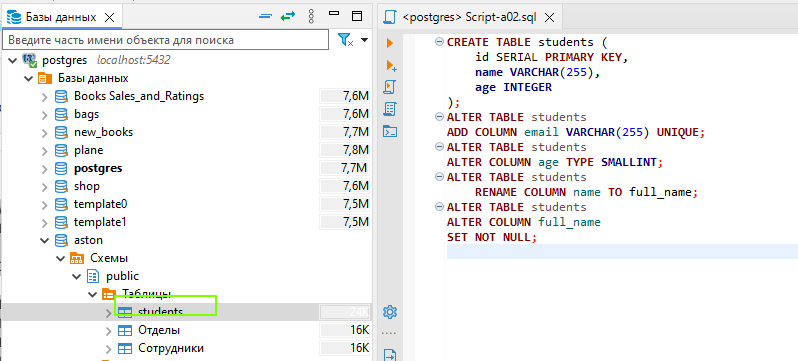 Базы данных
<postgres> Script-a02.sql
Введите часть имени объекта для поиска
postgres localhost:5432
Базы данных
Books Sales_and_Ratings 7,6M
bags 7,6M
new_books 7,7M
plane 7,8M
postgres 7,7M
shop 7,6M
template0 7,5M
template1 7,5M
aston
Схемы
public
Таблицы
students 24K
Отделы 16K
Сотрудники 16K
CREATE TABLE students (
id SERIAL PRIMARY KEY,
name VARCHAR(255),
age INTEGER
);
ALTER TABLE students
ADD COLUMN email VARCHAR(255) UNIQUE;
ALTER TABLE students
ALTER COLUMN age TYPE SMALLINT;
ALTER TABLE students
RENAME COLUMN name TO full_name;
ALTER TABLE students
ALTER COLUMN full_name
SET NOT NULL;